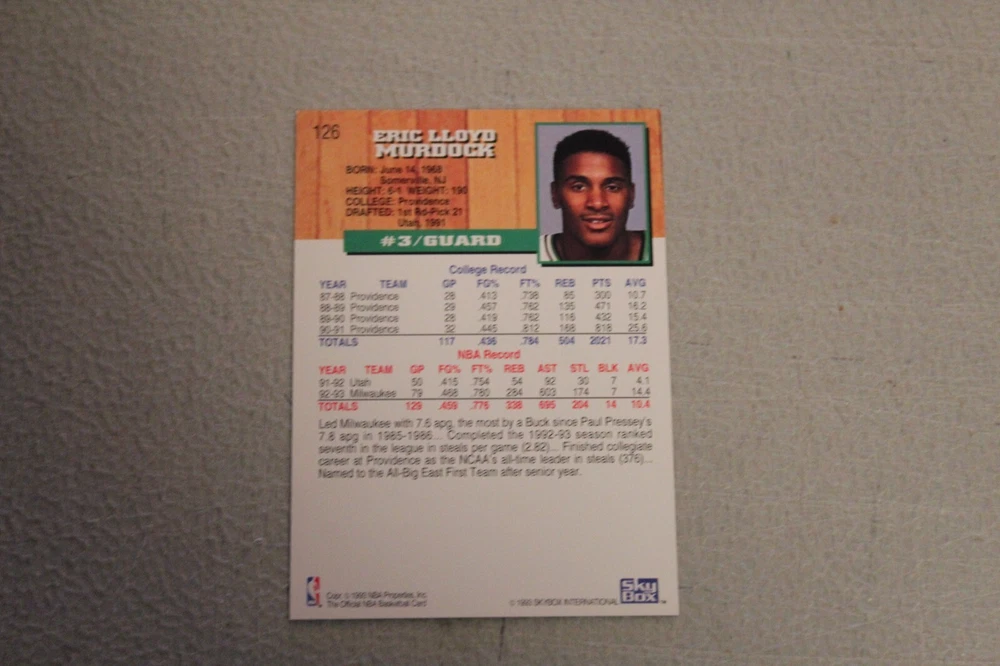 126
ERIC LLOYD
MURDOCK
BORN: June 14, 1968
Somerville, NJ
HEIGHT: 6-1 WEIGHT: 190
COLLEGE: Providence
DRAFTED: 1st Rd-Pick 21
Utah, 1991
#3/GUARD
College Record
YEAR TEAM GP FG% FT% REB PTS AVG
87-88 Providence 28 .413 .738 85 300 10.7
88-89 Providence 29 .457 .762 135 471 16.2
89-90 Providence 28 .419 .762 116 432 15.4
90-91 Providence 32 .445 .812 168 818 25.6
TOTALS 117 .436 .784 504 2021 17.3
NBA Record
YEAR TEAM GP FG% FT% REB AST STL BLK AVG
91-92 Utah 50 .415 .754 54 92 30 7 4.1
92-93 Milwaukee 79 .468 .780 284 603 174 7 14.4
TOTALS 129 .459 .776 338 695 204 14 10.4
Led Milwaukee with 7.6 apg, the most by a Buck since Paul Pressey's
7.8 apg in 1985-1986... Completed the 1992-93 season ranked
seventh in the league in steals per game (2.82)... Finished collegiate
career at Providence as the NCAA's all-time leader in steals (376)...
Named to the All-Big East First Team after senior year.
Copr. © 1993 NBA Properties, Inc.
The Official NBA Basketball Card
© 1993 SKYBOX INTERNATIONAL
Sky
Box
TM